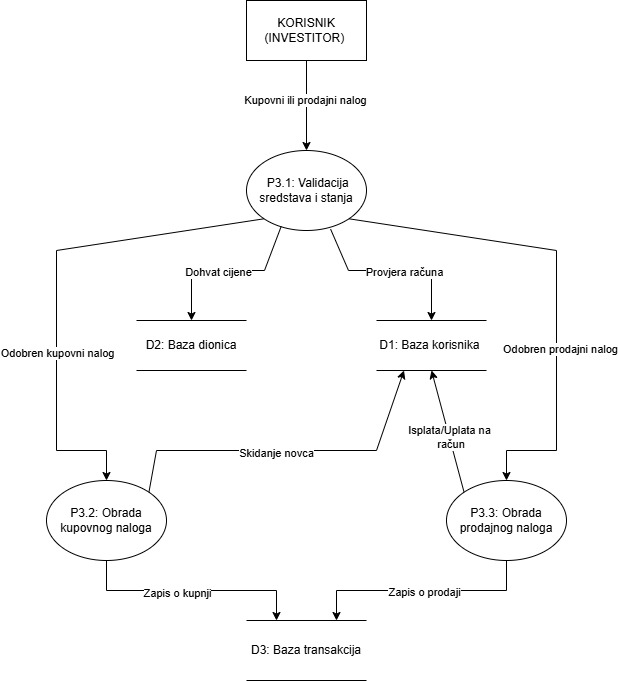 KORISNIK
(INVESTITOR)
Kupovni ili prodajni nalog
P3.1: Validacija
sredstava i stanja
Dohvat cijene
Provjera računa
D2: Baza dionica
D1: Baza korisnika
Odobren kupovni nalog
Odobren prodajni nalog
Isplata/Uplata na
račun
Skidanje novca
P3.2: Obrada
kupovnog naloga
P3.3: Obrada
prodajnog naloga
Zapis o kupnji
Zapis o prodaji
D3: Baza transakcija